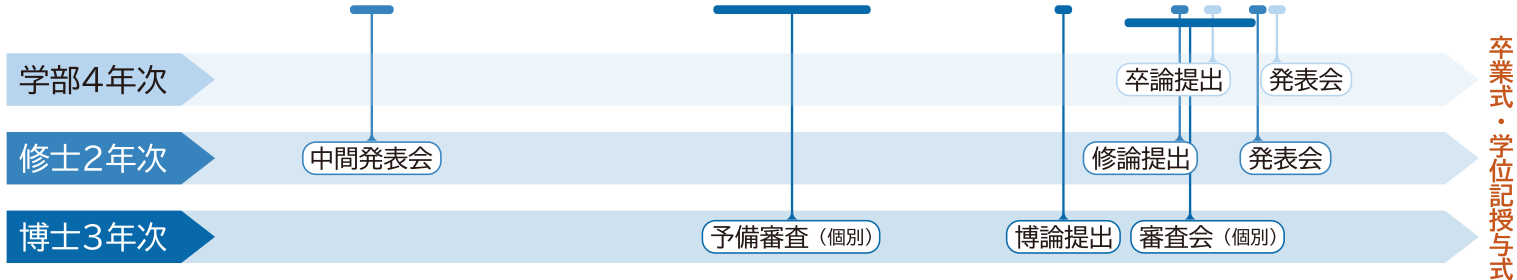 学部4年次
卒論提出
発表会
修士2年次
中間発表会
修論提出
発表会
博士3年次
予備審査（個別）
博論提出
審査会（個別）
卒業式・学位記授与式